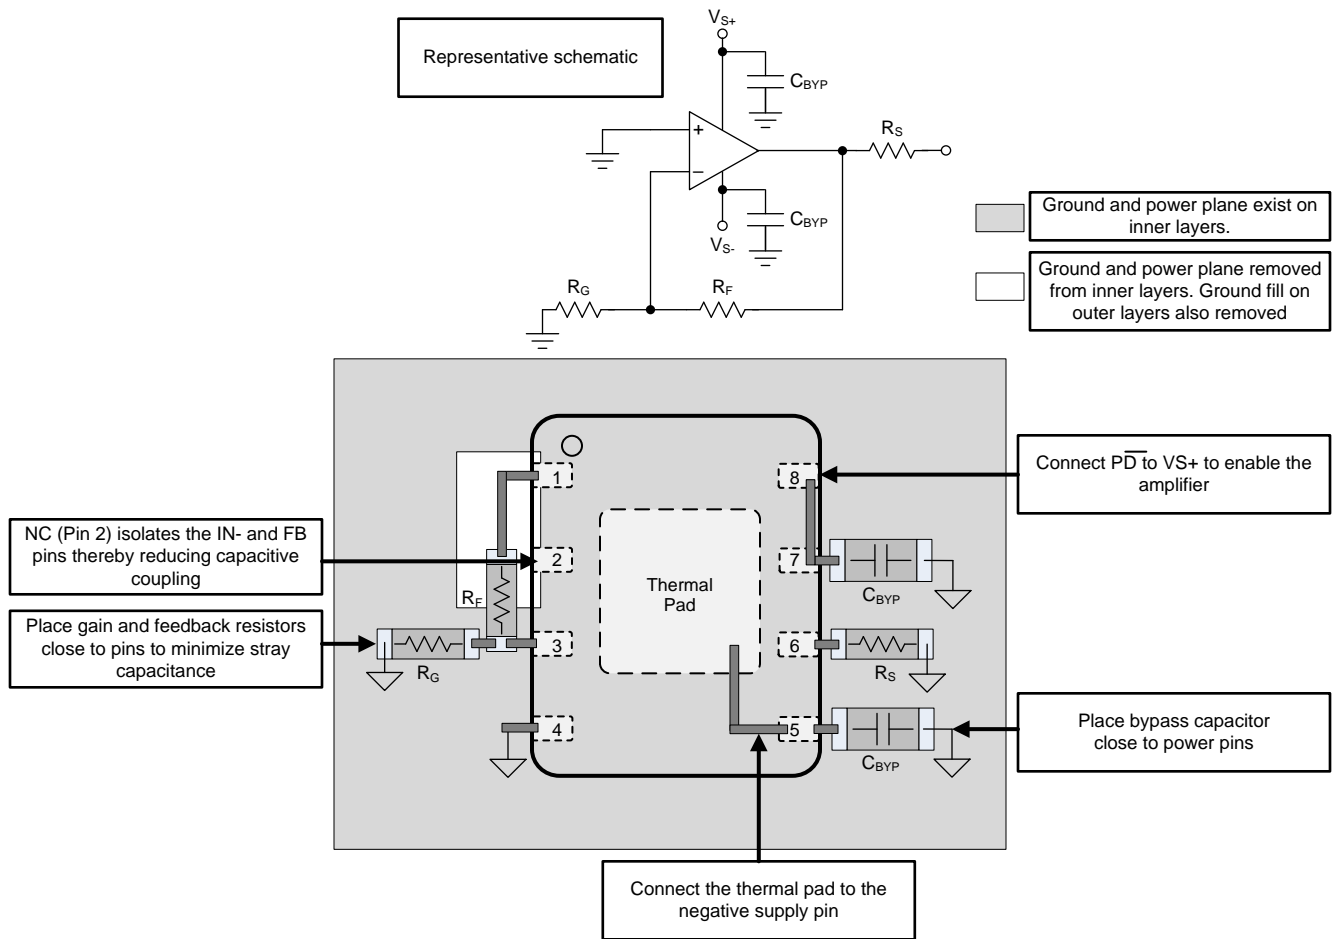 Representative schematic
VS+
CBYP
+
RS
−
CBYP
VS-
RG
RF
Ground and power plane exist on
inner layers.
Ground and power plane removed
from inner layers. Ground fill on
outer layers also removed
1
8
Connect P̅D̅ to VS+ to enable the
amplifier
NC (Pin 2) isolates the IN- and FB
pins thereby reducing capacitive
coupling
2
7
Thermal
Pad
CBYP
RF
Place gain and feedback resistors
close to pins to minimize stray
capacitance
3
6
RG
RS
4
5
CBYP
Place bypass capacitor
close to power pins
Connect the thermal pad to the
negative supply pin